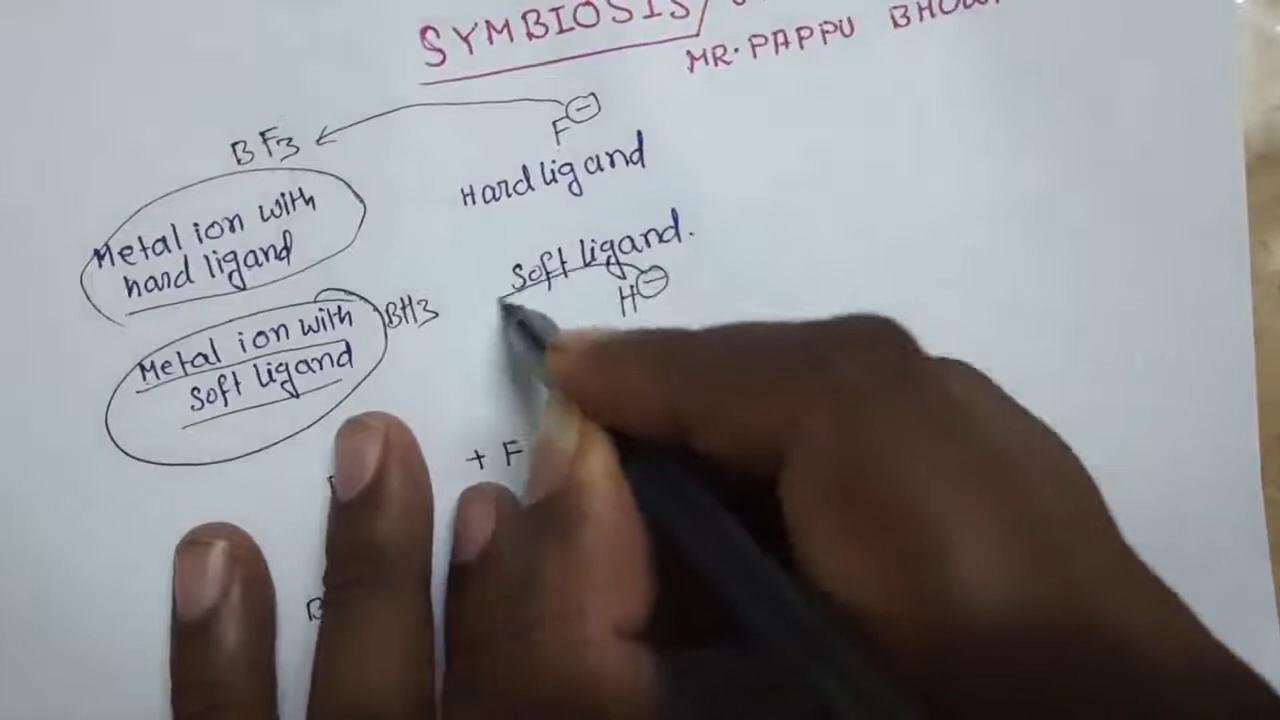 SYMBIOSIS/
MR. PAPPU
BF3
F⊖
Hard ligand
Metal ion with
hard ligand
Soft ligand.
H⊖
BH3
Metal ion with
Soft ligand
+ F
B